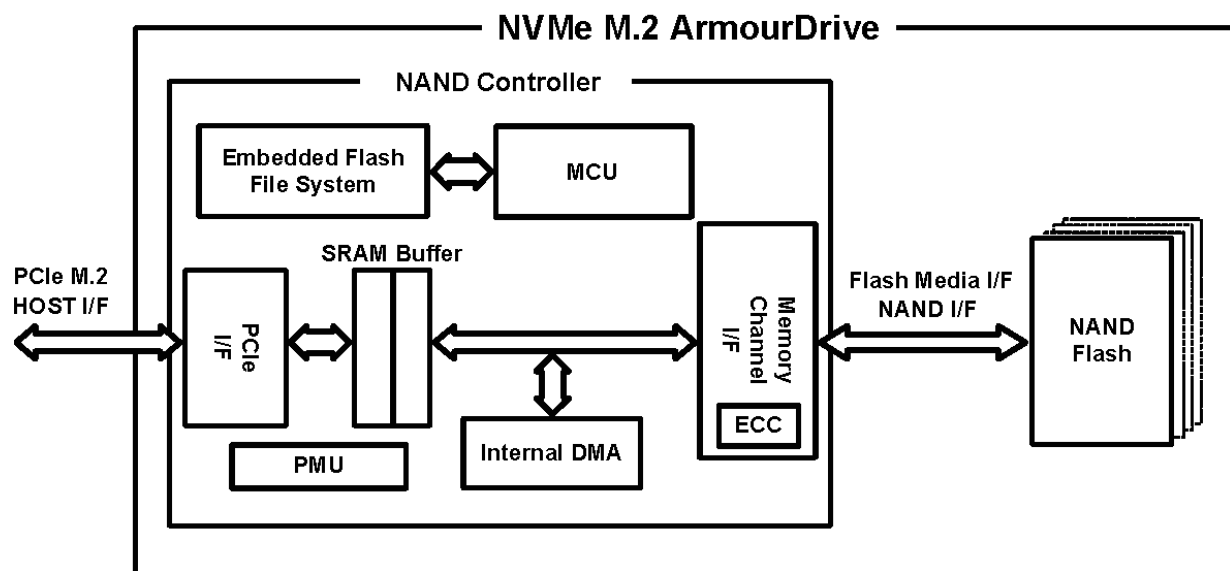 NVMe M.2 ArmourDrive
NAND Controller
Embedded Flash
File System
MCU
SRAM Buffer
PCIe M.2
HOST I/F
PCIe
I/F
Memory
Channel
I/F
ECC
Flash Media I/F
NAND I/F
NAND
Flash
Internal DMA
PMU